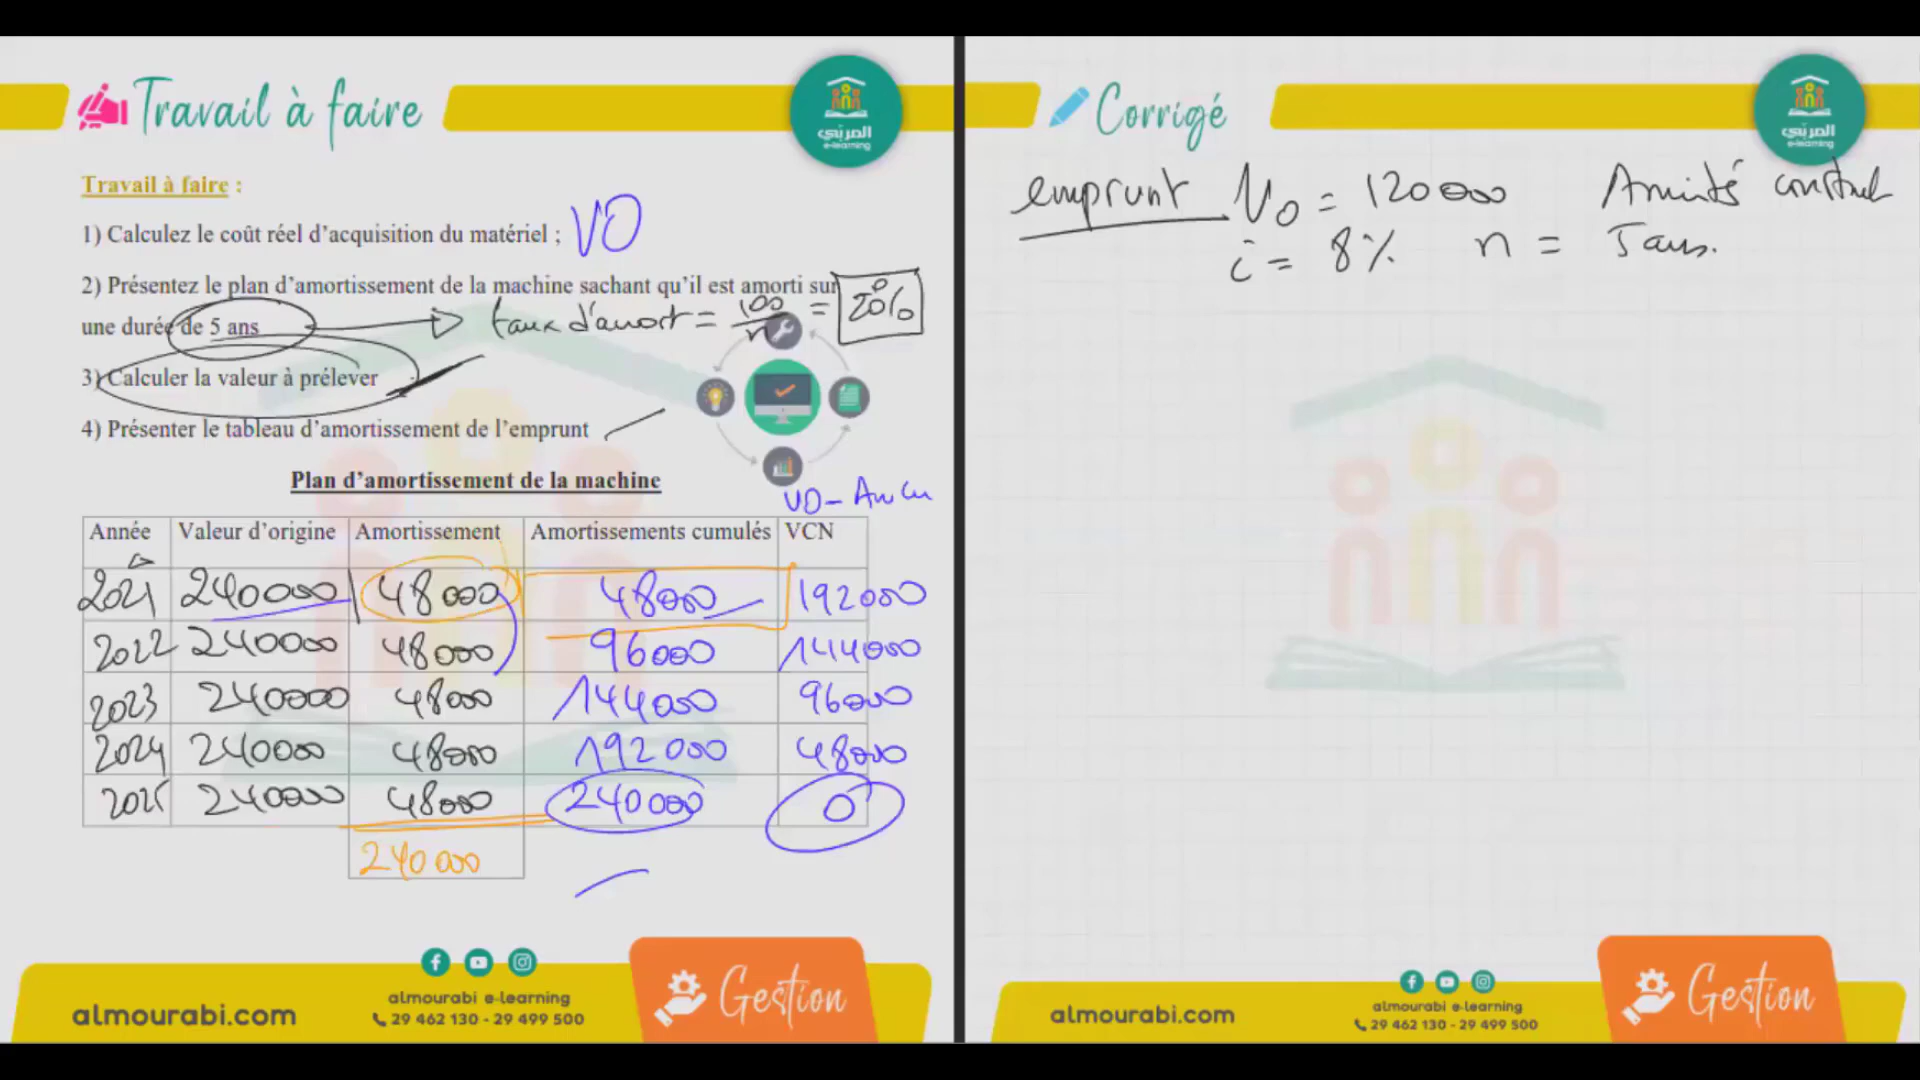 Travail à faire
المربّي
e-learning
Travail à faire :
1) Calculez le coût réel d'acquisition du matériel ; VO
2) Présentez le plan d'amortissement de la machine sachant qu'il est amorti sur
une durée de 5 ans taux d'amort = 100/n = 20%
3) Calculer la valeur à prélever
4) Présenter le tableau d'amortissement de l'emprunt
Plan d'amortissement de la machine
VO - Am Cu
Année Valeur d'origine Amortissement Amortissements cumulés VCN
2021 240000 48000 48000 192000
2022 240000 48000 96000 144000
2023 240000 48000 144000 96000
2024 240000 48000 192000 48000
2025 240000 48000 240000 0
240000
almourabi.com
almourabi e-learning
29 462 130 - 29 499 500
Gestion
Corrigé
المربّي
e-learning
emprunt V0 = 120000
i = 8% n = 5 ans.
almourabi.com
almourabi e-learning
29 462 130 - 29 499 500
Gestion